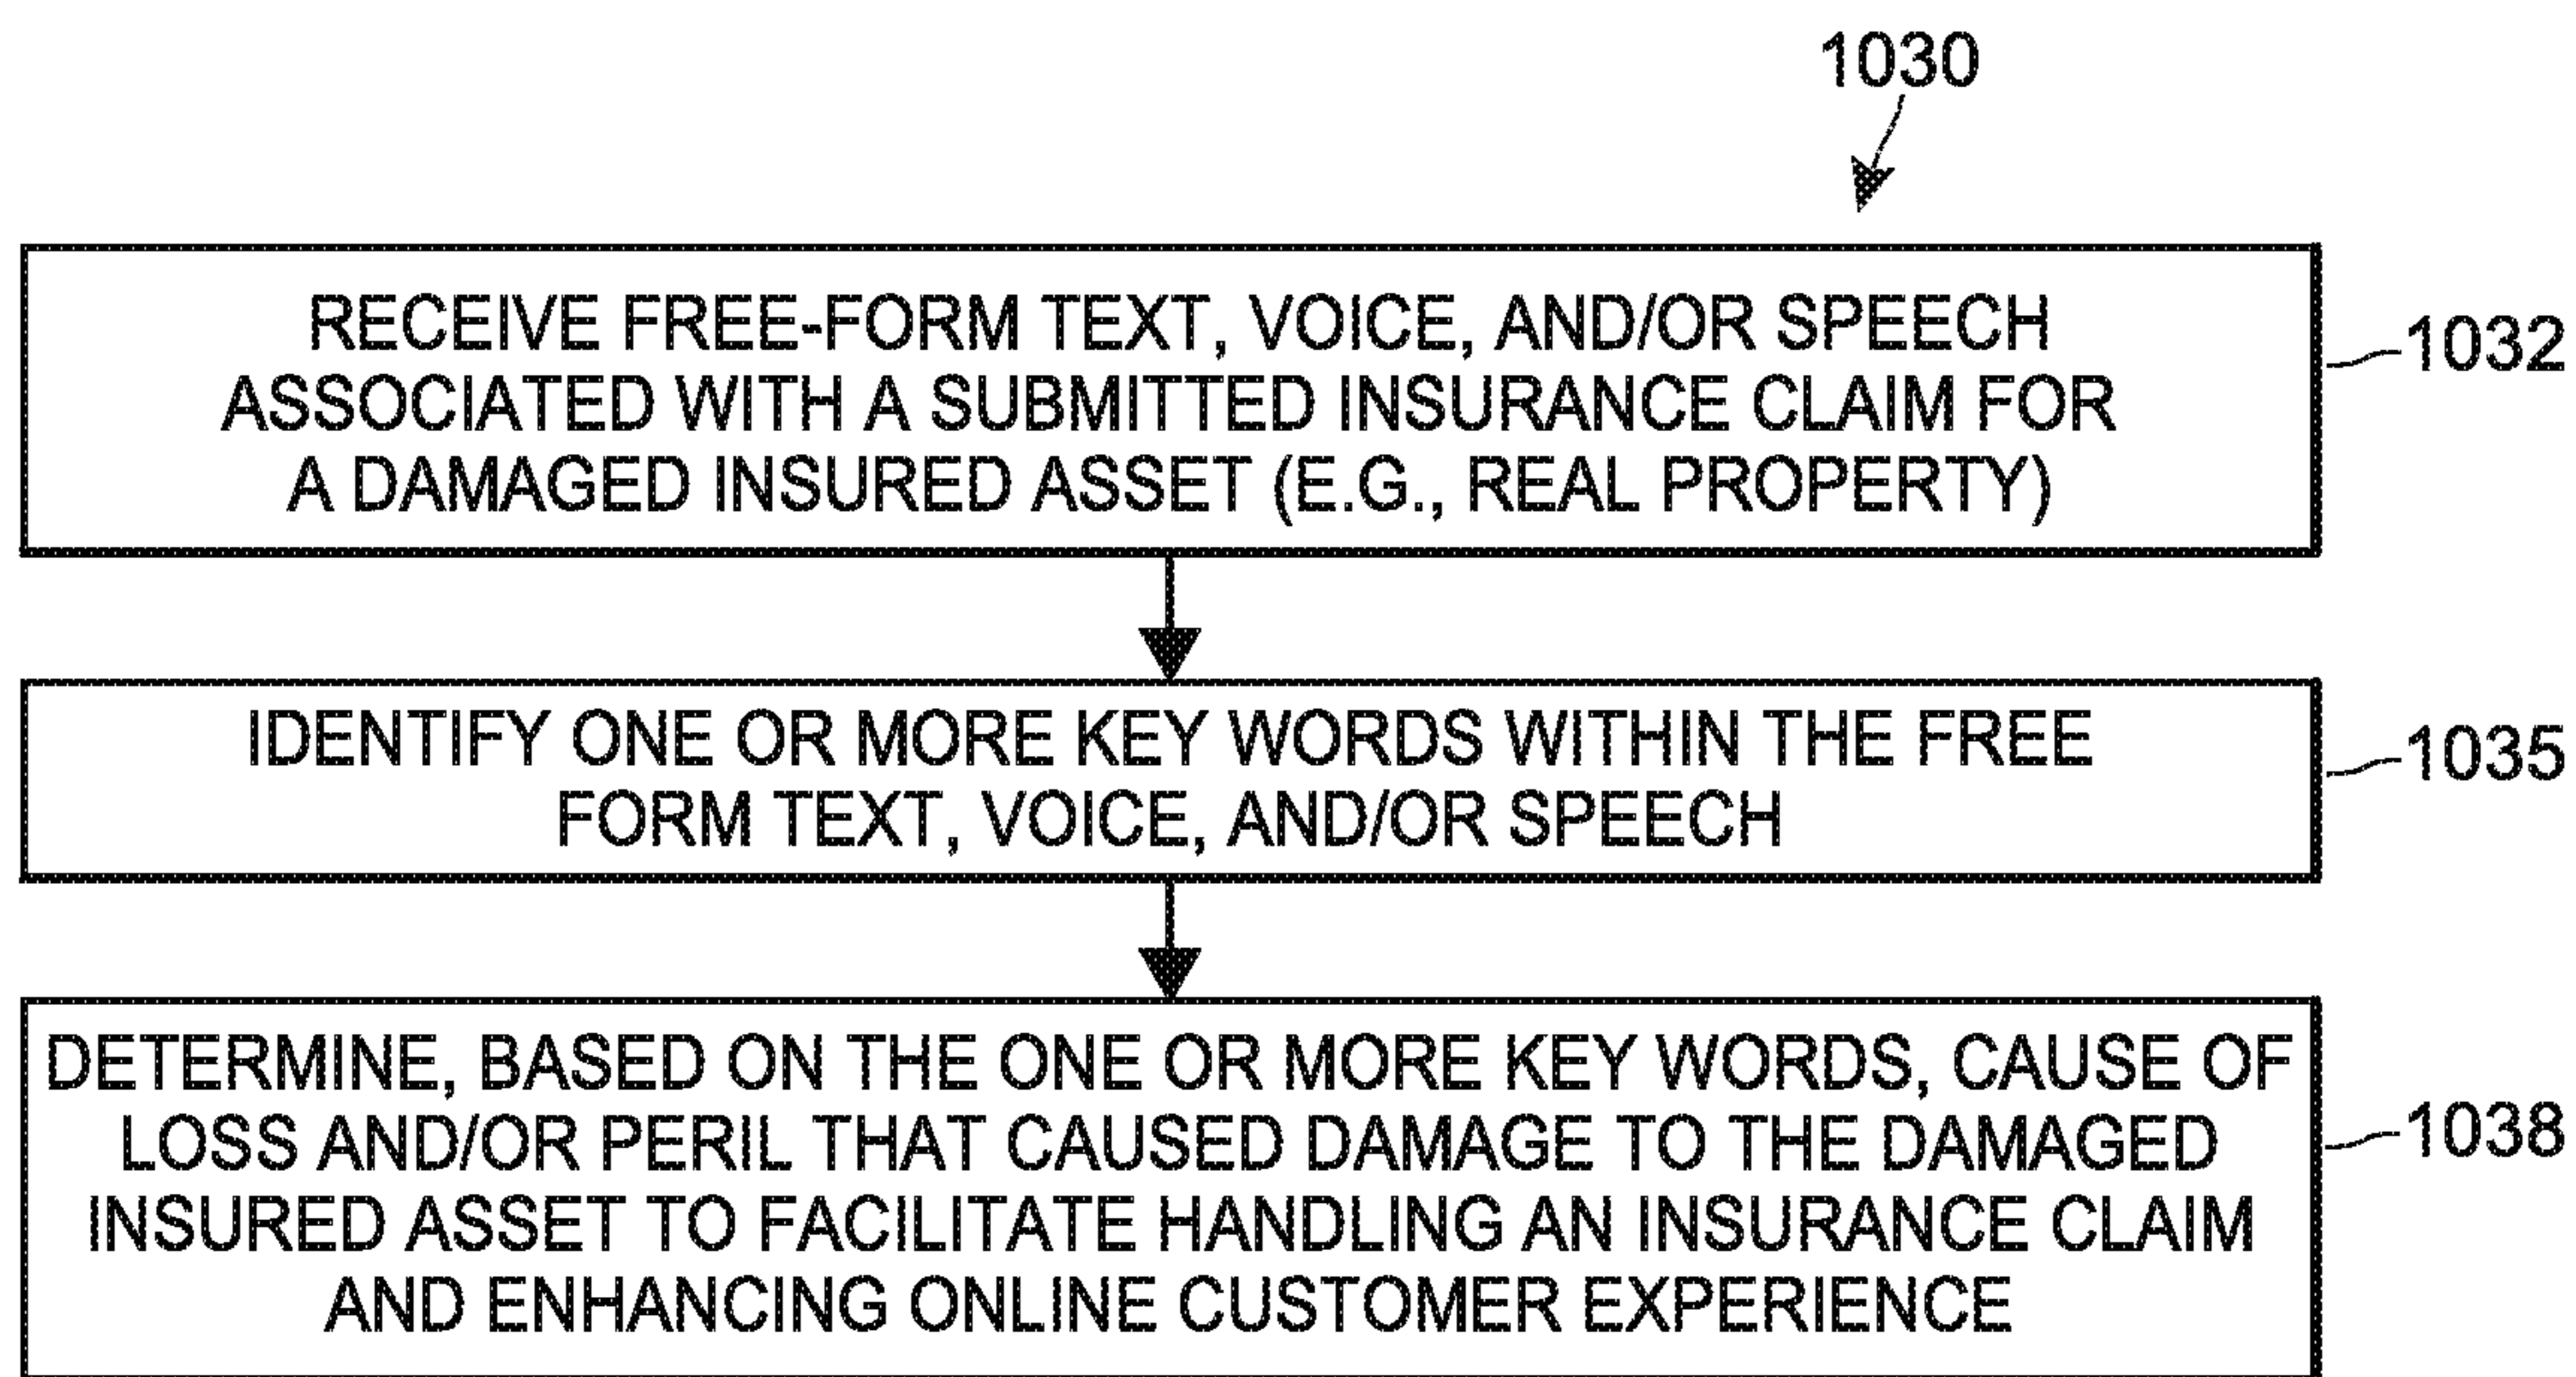 1030
RECEIVE FREE-FORM TEXT, VOICE, AND/OR SPEECH
ASSOCIATED WITH A SUBMITTED INSURANCE CLAIM FOR
A DAMAGED INSURED ASSET (E.G., REAL PROPERTY)
1032
IDENTIFY ONE OR MORE KEY WORDS WITHIN THE FREE
FORM TEXT, VOICE, AND/OR SPEECH
1035
DETERMINE, BASED ON THE ONE OR MORE KEY WORDS, CAUSE OF
LOSS AND/OR PERIL THAT CAUSED DAMAGE TO THE DAMAGED
INSURED ASSET TO FACILITATE HANDLING AN INSURANCE CLAIM
AND ENHANCING ONLINE CUSTOMER EXPERIENCE
1038